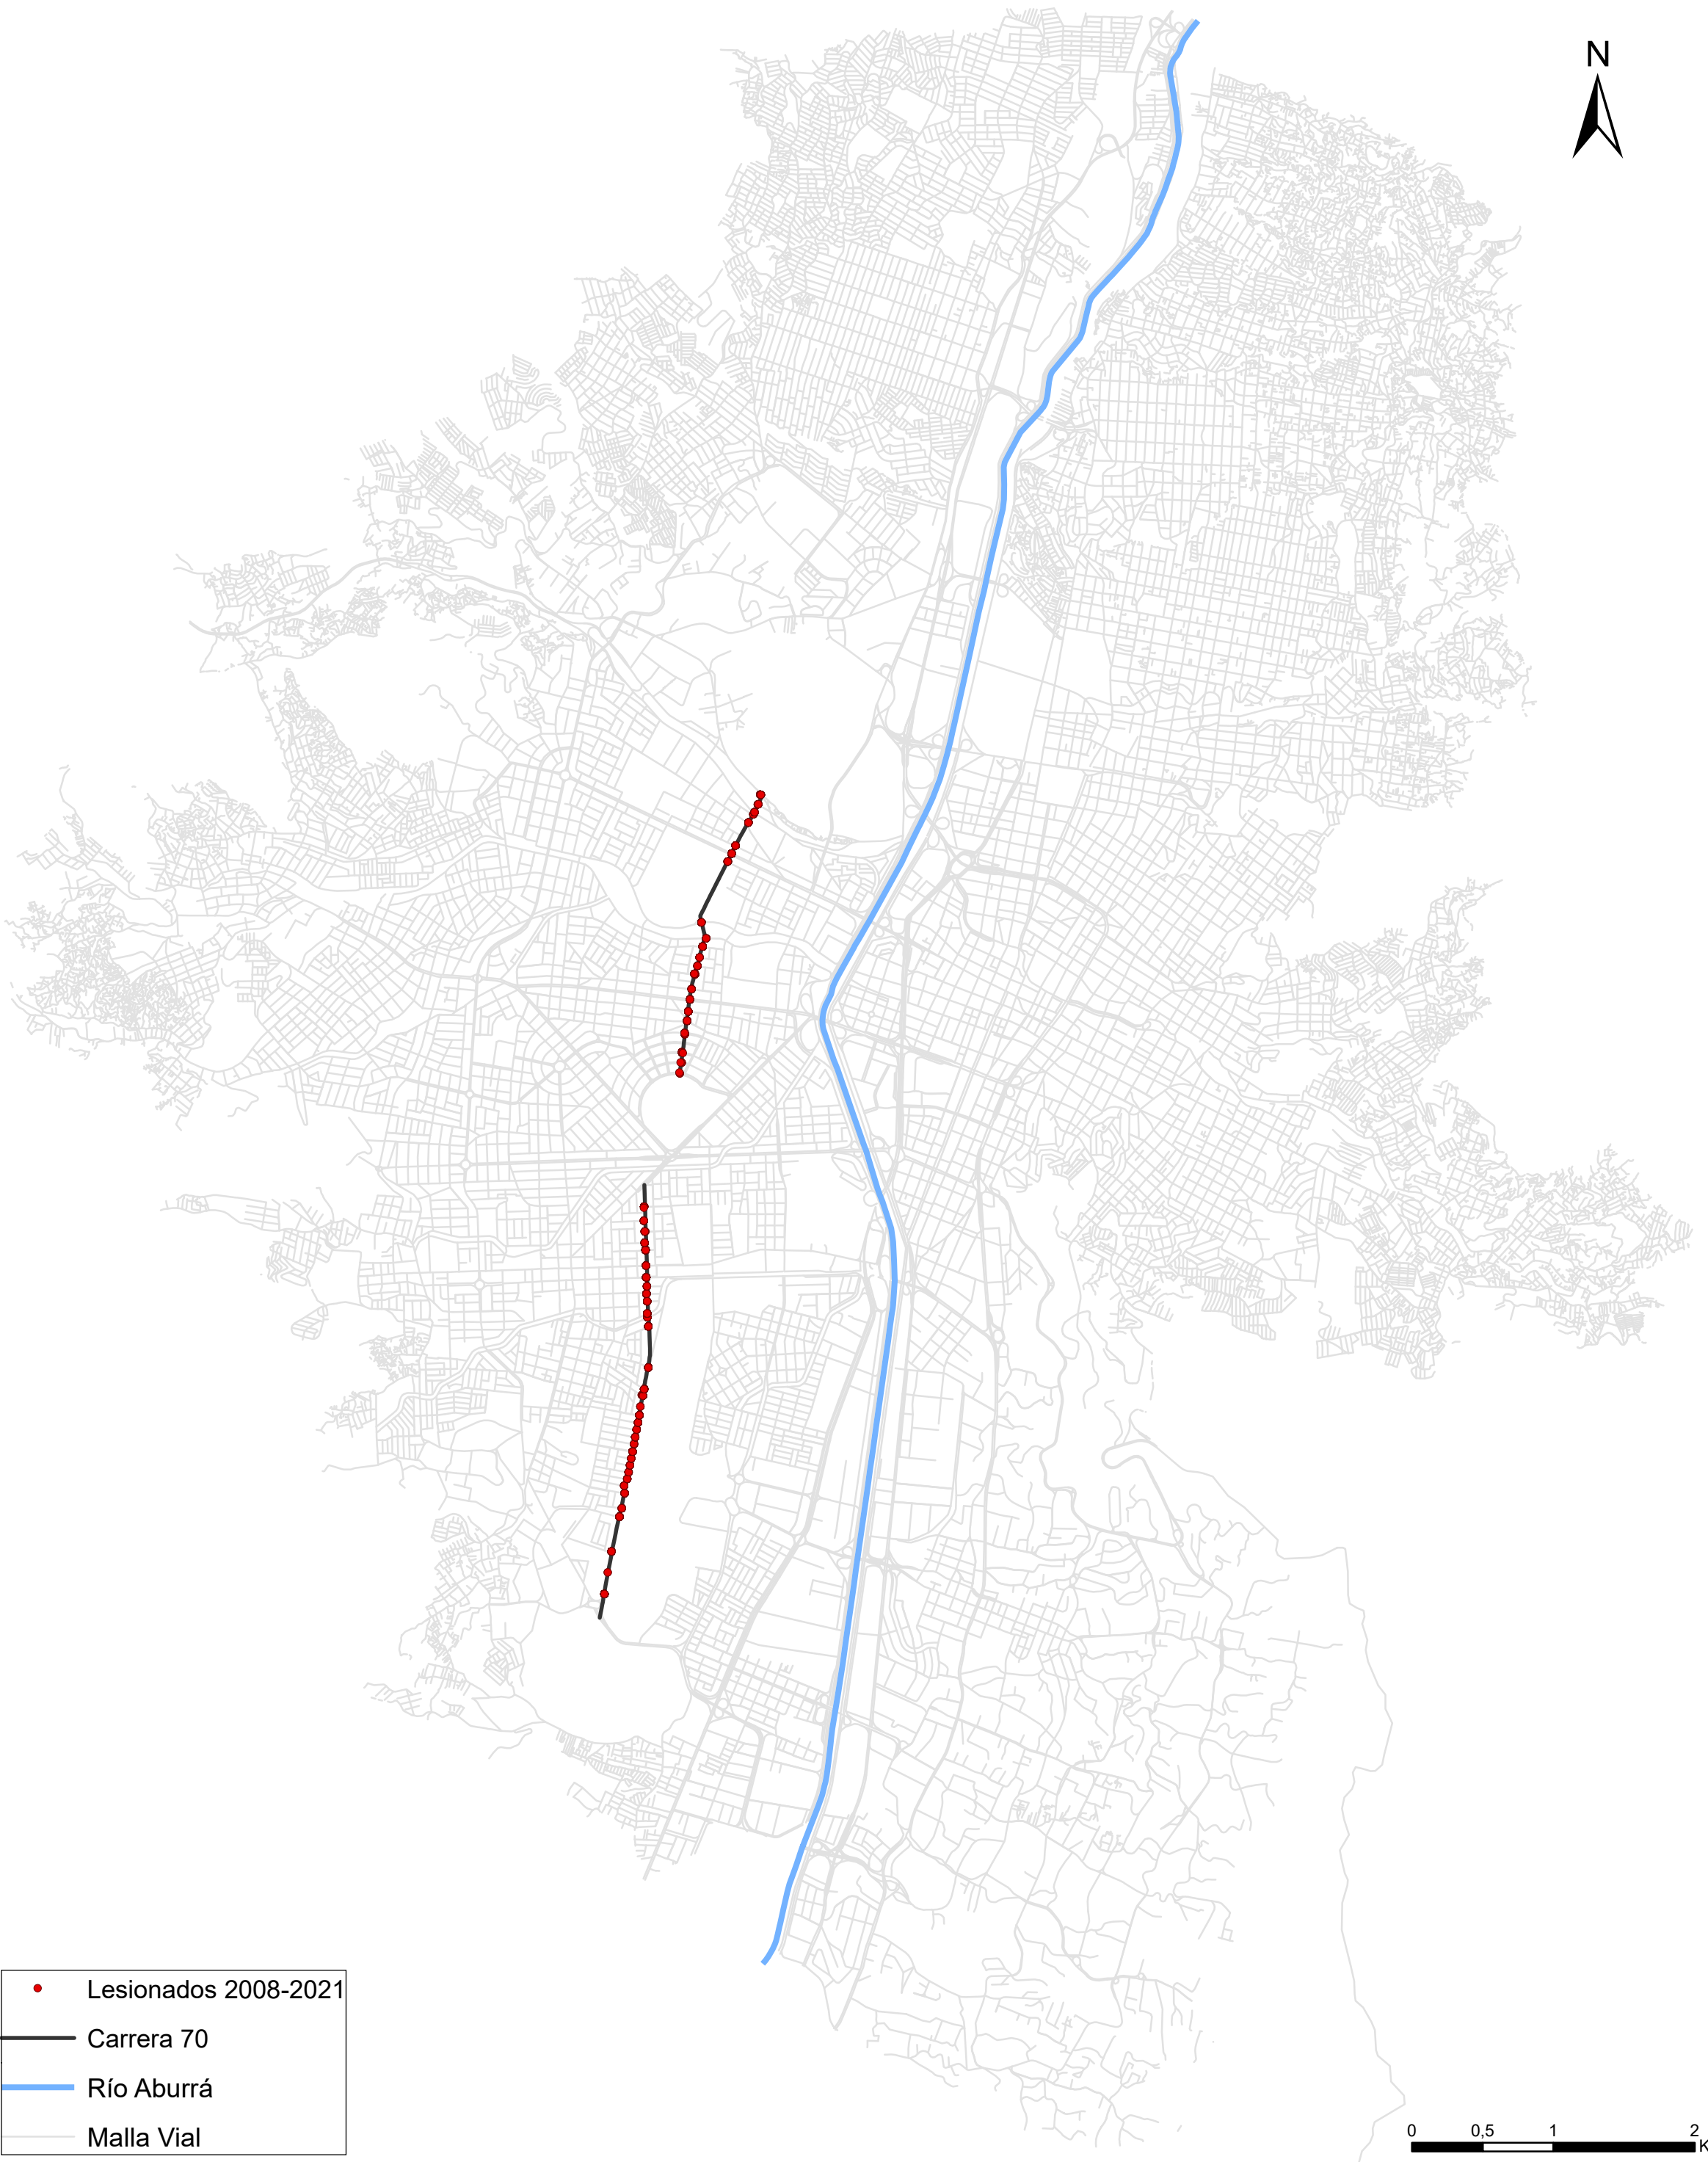 N
Lesionados 2008-2021
Carrera 70
Río Aburrá
Malla Vial
0 0,5 1 2
K